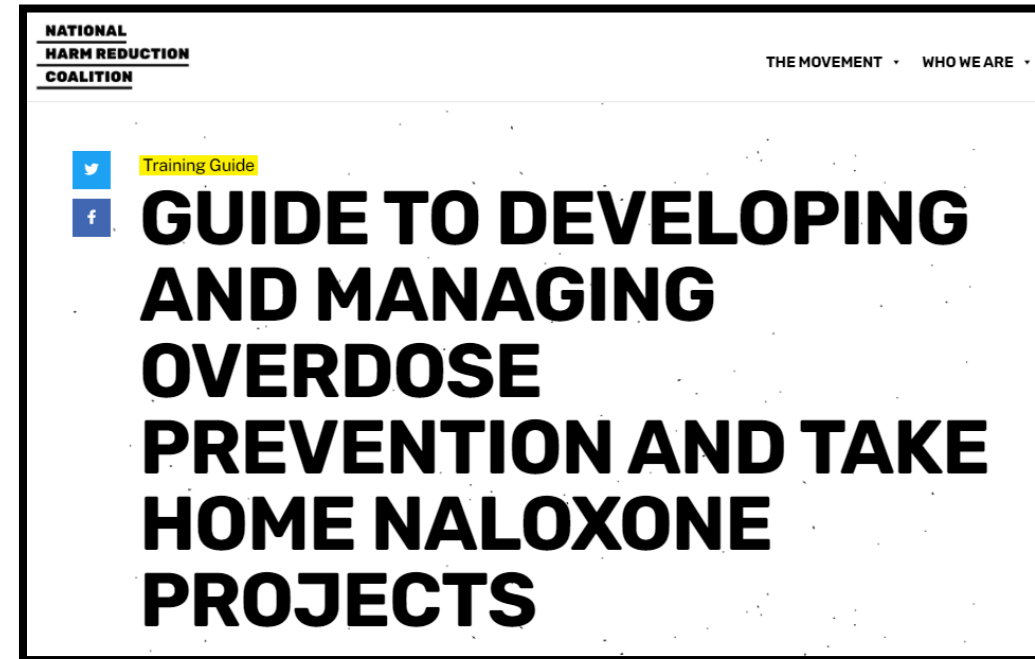 NATIONAL
HARM REDUCTION
COALITION
THE MOVEMENT WHO WE ARE
Training Guide
GUIDE TO DEVELOPING
AND MANAGING
OVERDOSE
PREVENTION AND TAKE
HOME NALOXONE
PROJECTS